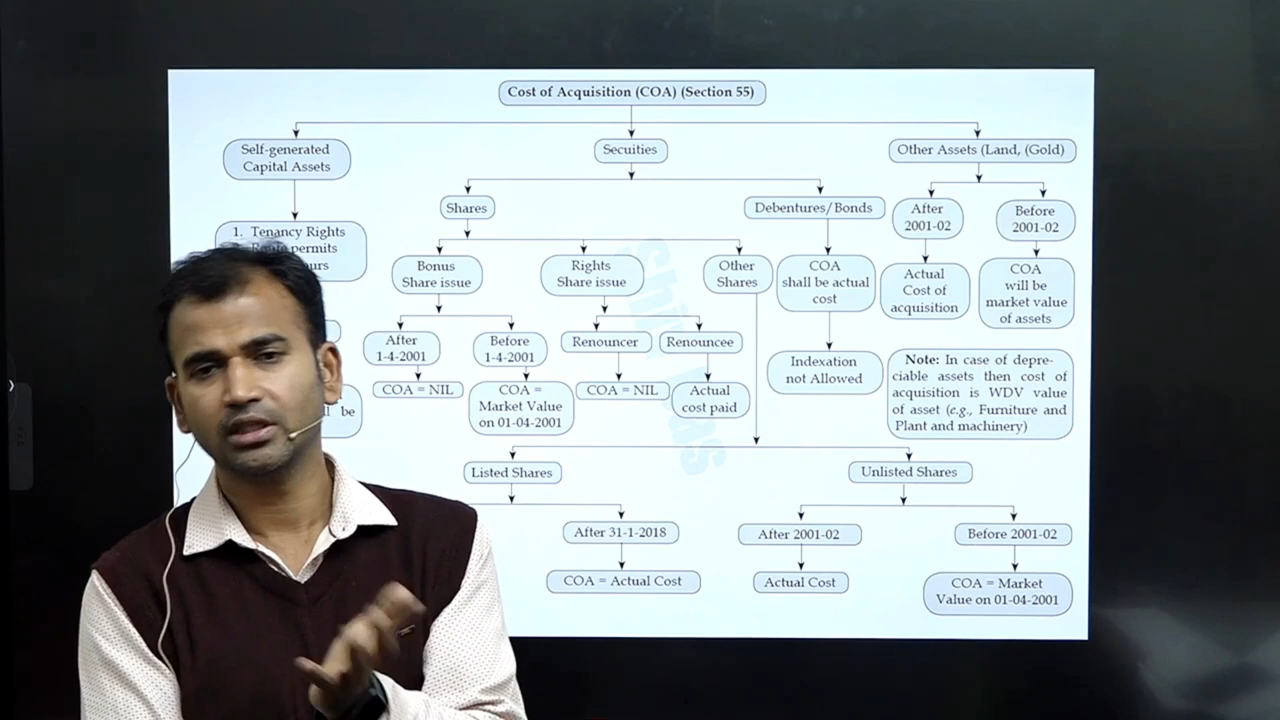 Cost of Acquisition (COA) (Section 55)
Self-generated
Capital Assets
Secuities
Other Assets (Land, (Gold)
Shares
Debentures/Bonds
After
2001-02
Before
2001-02
1. Tenancy Rights
permits
Bonus
Share issue
Rights
Share issue
Other
Shares
COA
shall be actual
cost
Actual
Cost of
acquisition
COA
will be
market value
of assets
After
1-4-2001
Before
1-4-2001
Renouncer
Renouncee
Indexation
not Allowed
Note: In case of depre-
ciable assets then cost of
acquisition is WDV value
of asset (e.g., Furniture and
Plant and machinery)
COA = NIL
COA =
Market Value
on 01-04-2001
COA = NIL
Actual
cost paid
be
Listed Shares
Unlisted Shares
After 31-1-2018
After 2001-02
Before 2001-02
COA = Actual Cost
Actual Cost
COA = Market
Value on 01-04-2001